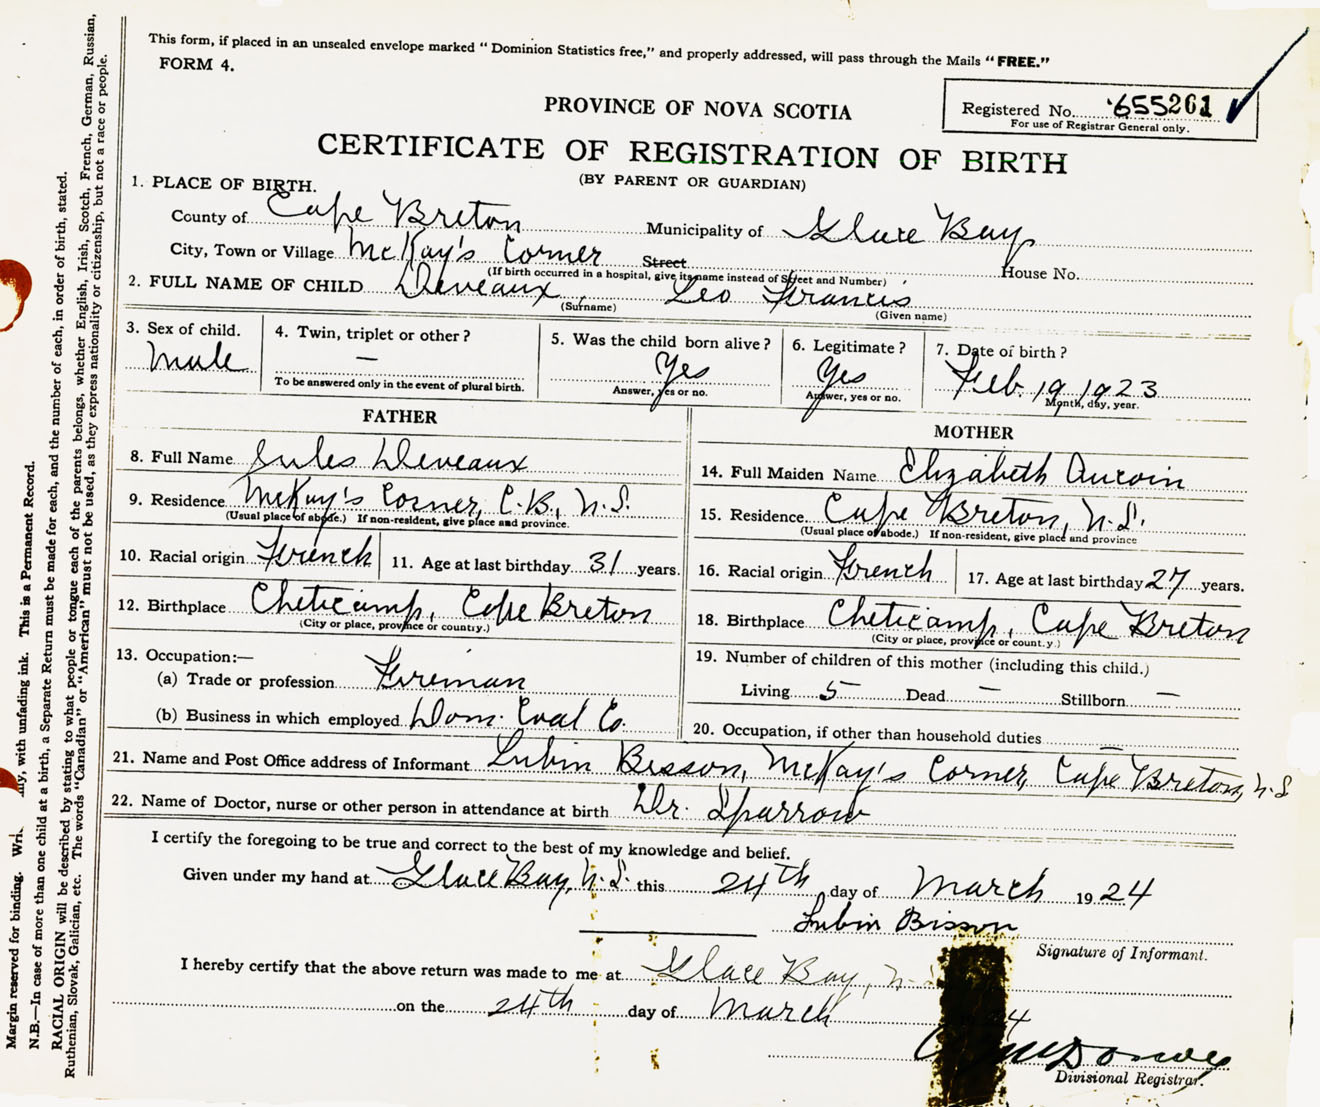 This form, if placed in an unsealed envelope marked "Dominion Statistics free," and properly addressed, will pass through the Mails "FREE."
FORM 4.
Registered No. 655261
For use of Registrar General only.
PROVINCE OF NOVA SCOTIA
CERTIFICATE OF REGISTRATION OF BIRTH
(BY PARENT OR GUARDIAN)
1. PLACE OF BIRTH.
County of Cape Breton Municipality of Glace Bay
City, Town or Village McKay's Corner Street House No.
(If birth occurred in a hospital, give its name instead of Street and Number)
2. FULL NAME OF CHILD Deveaux, Leo Francis
(Surname) (Given name)
3. Sex of child. Male
4. Twin, triplet or other? —
To be answered only in the event of plural birth.
5. Was the child born alive? Yes
Answer, yes or no.
6. Legitimate? Yes
Answer, yes or no.
7. Date of birth? Feb. 19, 1923
Month, day, year.
FATHER
8. Full Name Jules Deveaux
9. Residence McKay's Corner, C.B., N.S.
(Usual place of abode.) If non-resident, give place and province.
10. Racial origin French 11. Age at last birthday 31 years.
12. Birthplace Cheticamp, Cape Breton
(City or place, province or country.)
13. Occupation:—
(a) Trade or profession Fireman
(b) Business in which employed Dom. Coal Co.
MOTHER
14. Full Maiden Name Elizabeth Aucoin
15. Residence Cape Breton, N.S.
(Usual place of abode.) If non-resident, give place and province
16. Racial origin French 17. Age at last birthday 27 years.
18. Birthplace Cheticamp, Cape Breton
(City or place, province or country.)
19. Number of children of this mother (including this child.)
Living 5 Dead — Stillborn —
20. Occupation, if other than household duties —
21. Name and Post Office address of Informant Lubin Bisson, McKay's Corner, Cape Breton, N.S
22. Name of Doctor, nurse or other person in attendance at birth Dr. Sparrow
I certify the foregoing to be true and correct to the best of my knowledge and belief.
Given under my hand at Glace Bay, N.S. this 24th day of March 1924
Lubin Bisson
Signature of Informant.
I hereby certify that the above return was made to me at Glace Bay, N.
on the 24th day of March 4
Divisional Registrar.
Margin reserved for binding. with unfading ink. This is a Permanent Record.
N.B.—In case of more than one child at a birth, a Separate Return must be made for each, and the number of each, in order of birth, stated.
RACIAL ORIGIN will be described by stating to what people or tongue each of the parents belongs, whether English, Irish, Scotch, French, German, Russian,
Ruthenian, Slovak, Galician, etc. The words "Canadian" or "American" must not be used, as they express nationality or citizenship, but not a race or people.